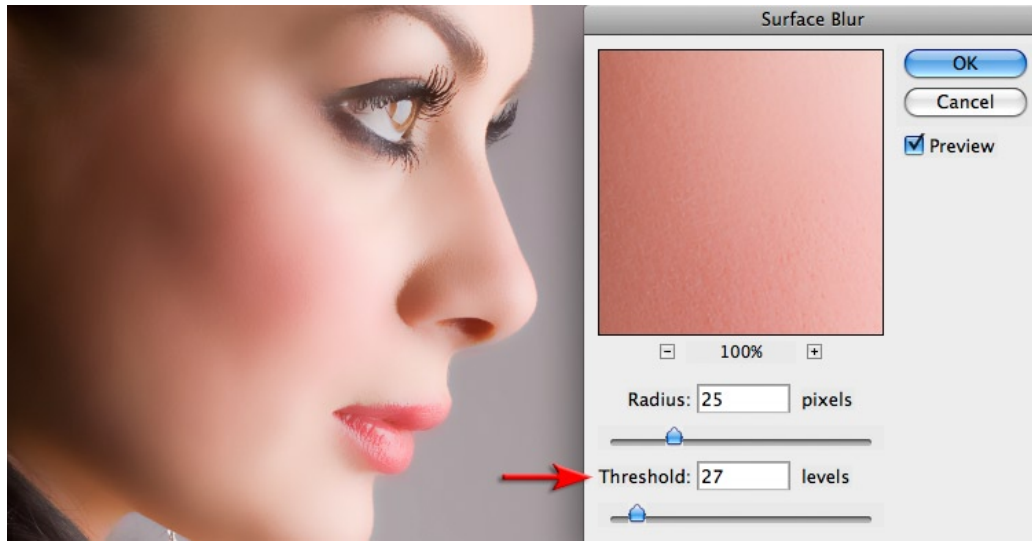 Surface Blur
OK
Cancel
Preview
100%
Radius: 25 pixels
Threshold: 27 levels